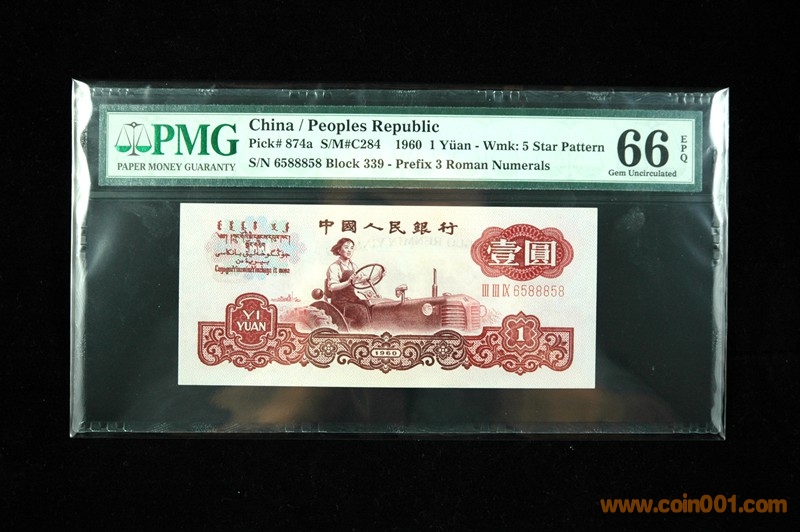 PMG
PAPER MONEY GUARANTY
China / Peoples Republic
Pick# 874a S/M#C284 1960 1 Yüan - Wmk: 5 Star Pattern
S/N 6588858 Block 339 - Prefix 3 Roman Numerals
66
EPQ
Gem Uncirculated
中國人民銀行
壹圓
III III IX 6588858
YI
YUAN
1960
1
www.coin001.com